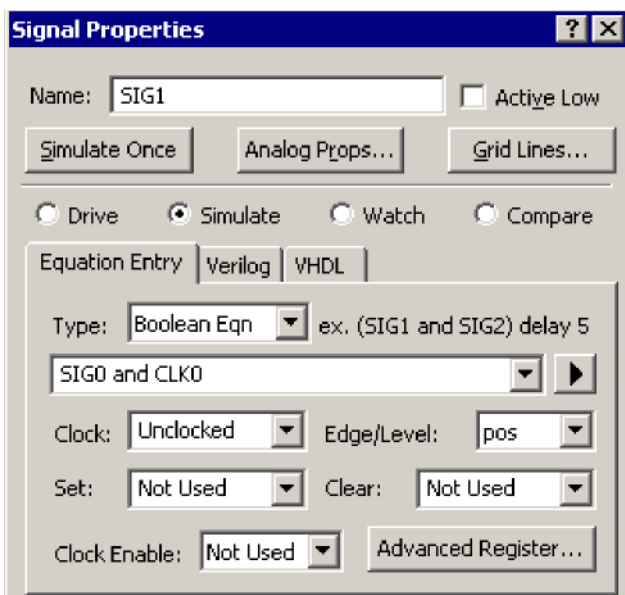 Signal Properties ? ×
Name: SIG1 Active Low
Simulate Once Analog Props... Grid Lines...
Drive Simulate Watch Compare
Equation Entry Verilog VHDL
Type: Boolean Eqn ex. (SIG1 and SIG2) delay 5
SIG0 and CLK0
Clock: Unclocked Edge/Level: pos
Set: Not Used Clear: Not Used
Clock Enable: Not Used Advanced Register...